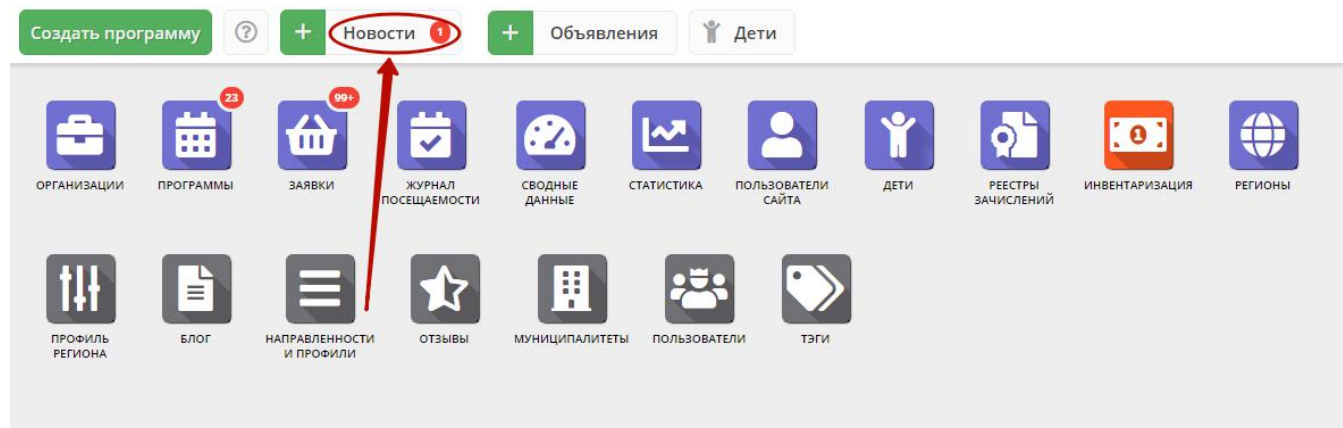 Создать программу ? + Новости 1 + Объявления Дети
23 99+
1
ОРГАНИЗАЦИИ ПРОГРАММЫ ЗАЯВКИ ЖУРНАЛ СВОДНЫЕ СТАТИСТИКА ПОЛЬЗОВАТЕЛИ ДЕТИ РЕЕСТРЫ ИНВЕНТАРИЗАЦИЯ РЕГИОНЫ
ПОСЕЩАЕМОСТИ ДАННЫЕ САЙТА ЗАЧИСЛЕНИЙ
ПРОФИЛЬ БЛОГ НАПРАВЛЕННОСТИ ОТЗЫВЫ МУНИЦИПАЛИТЕТЫ ПОЛЬЗОВАТЕЛИ ТЭГИ
РЕГИОНА И ПРОФИЛИ